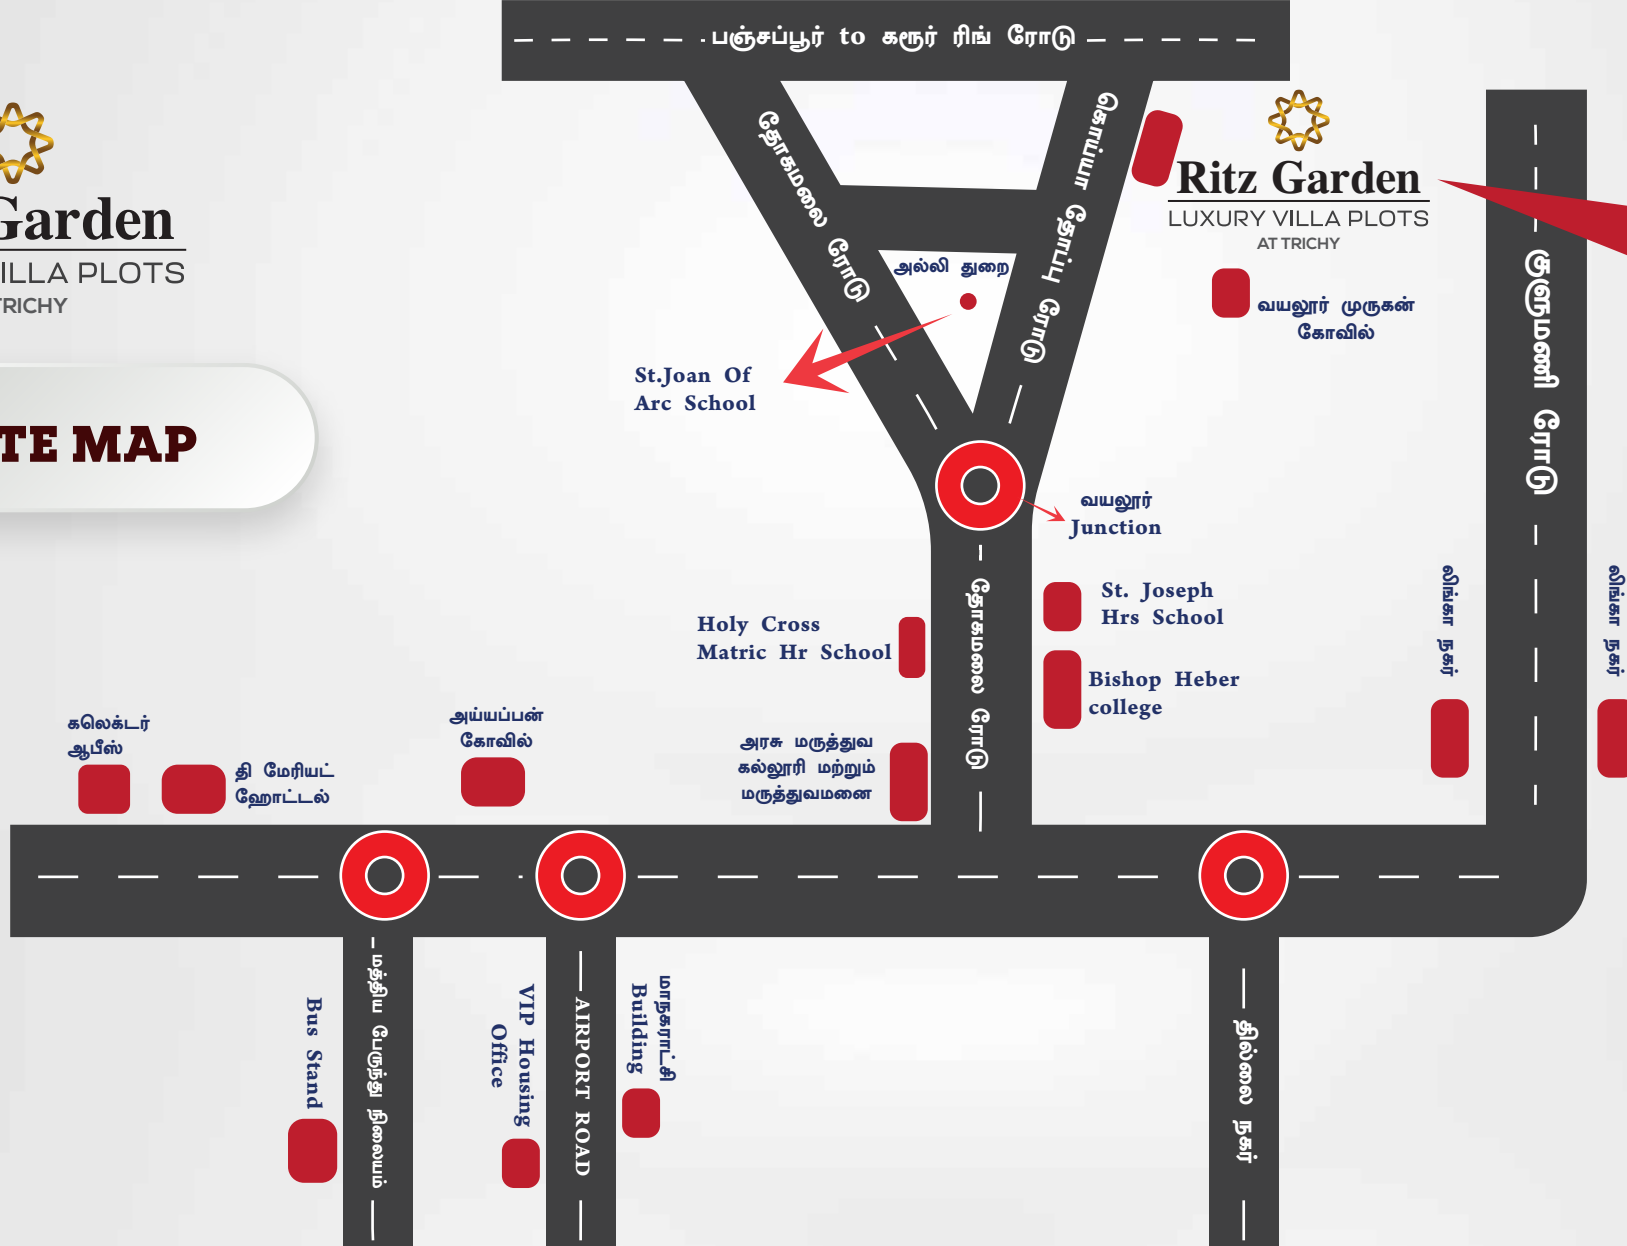 பஞ்சப்பூர் to கரூர் ரிங் ரோடு
Garden
ILLA PLOTS
TRICHY
TE MAP
தோகமலை ரோடு
கொய்யா தோப்பு ரோடு
Ritz Garden
LUXURY VILLA PLOTS
AT TRICHY
அல்லி துறை
வயலூர் முருகன்
கோவில்
குளுமணி ரோடு
St.Joan Of
Arc School
வயலூர்
Junction
தோகமலை ரோடு
St. Joseph
Hrs School
Holy Cross
Matric Hr School
Bishop Heber
college
லிங்கா நகர்
லிங்கா நகர்
கலெக்டர்
ஆபீஸ்
தி மேரியட்
ஹோட்டல்
அய்யப்பன்
கோவில்
அரசு மருத்துவ
கல்லூரி மற்றும்
மருத்துவமனை
Bus Stand
மத்திய பேருந்து நிலையம்
VIP Housing
Office
AIRPORT ROAD
மாநகராட்சி
Building
தில்லை நகர்